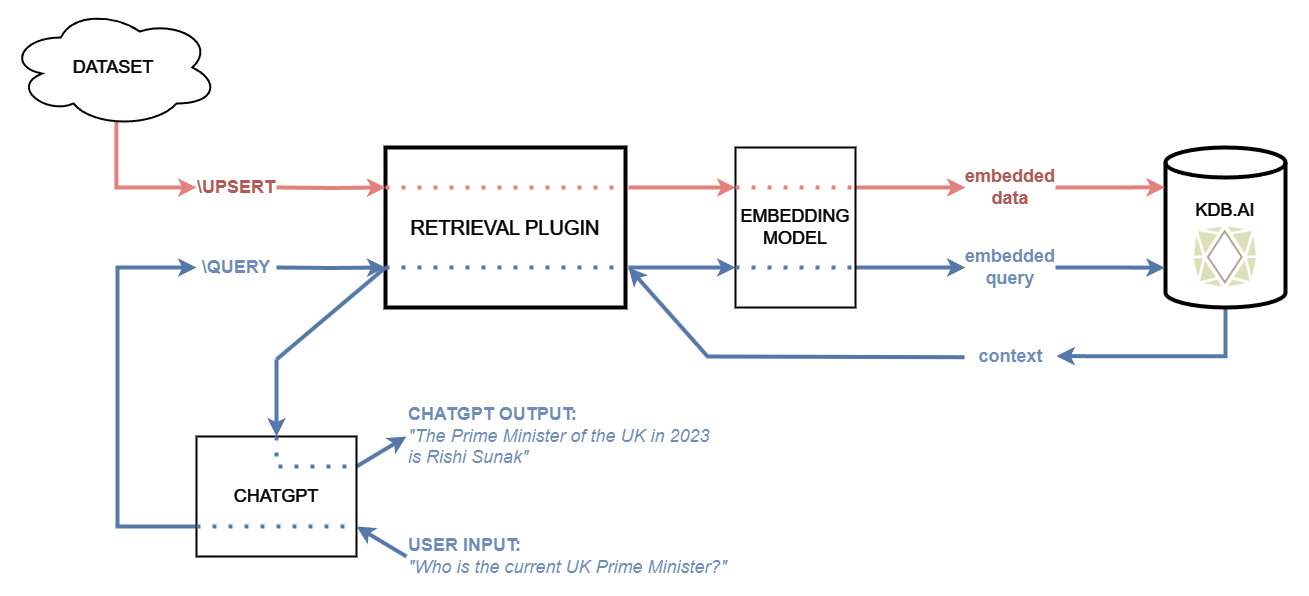 DATASET
\UPSERT
RETRIEVAL PLUGIN
EMBEDDING
MODEL
embedded
data
KDB.AI
\QUERY
embedded
query
context
CHATGPT OUTPUT:
"The Prime Minister of the UK in 2023
is Rishi Sunak"
CHATGPT
USER INPUT:
"Who is the current UK Prime Minister?"